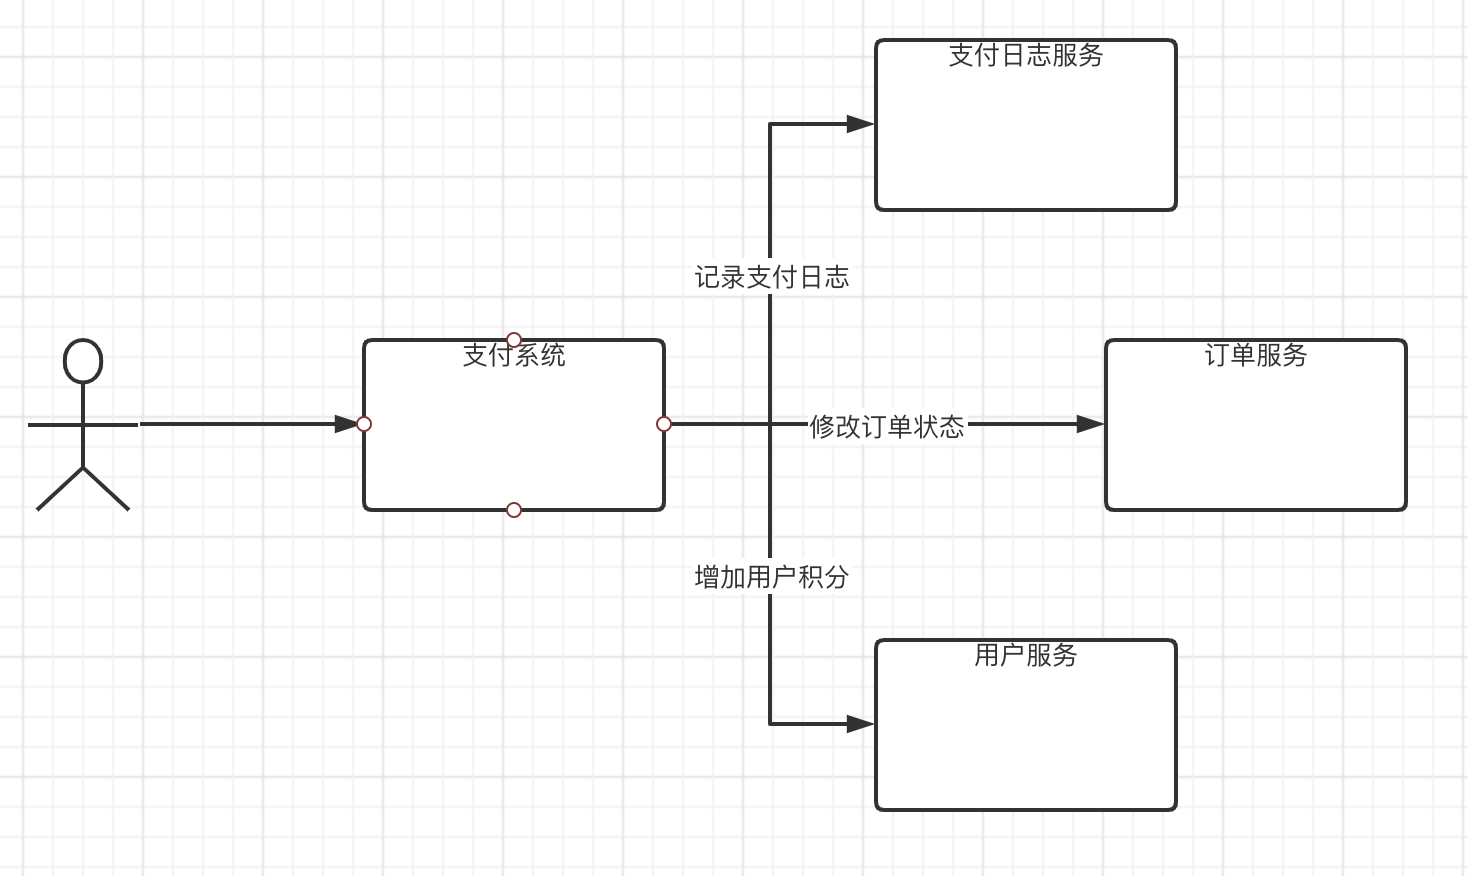 支付日志服务
记录支付日志
支付系统
修改订单状态
订单服务
增加用户积分
用户服务